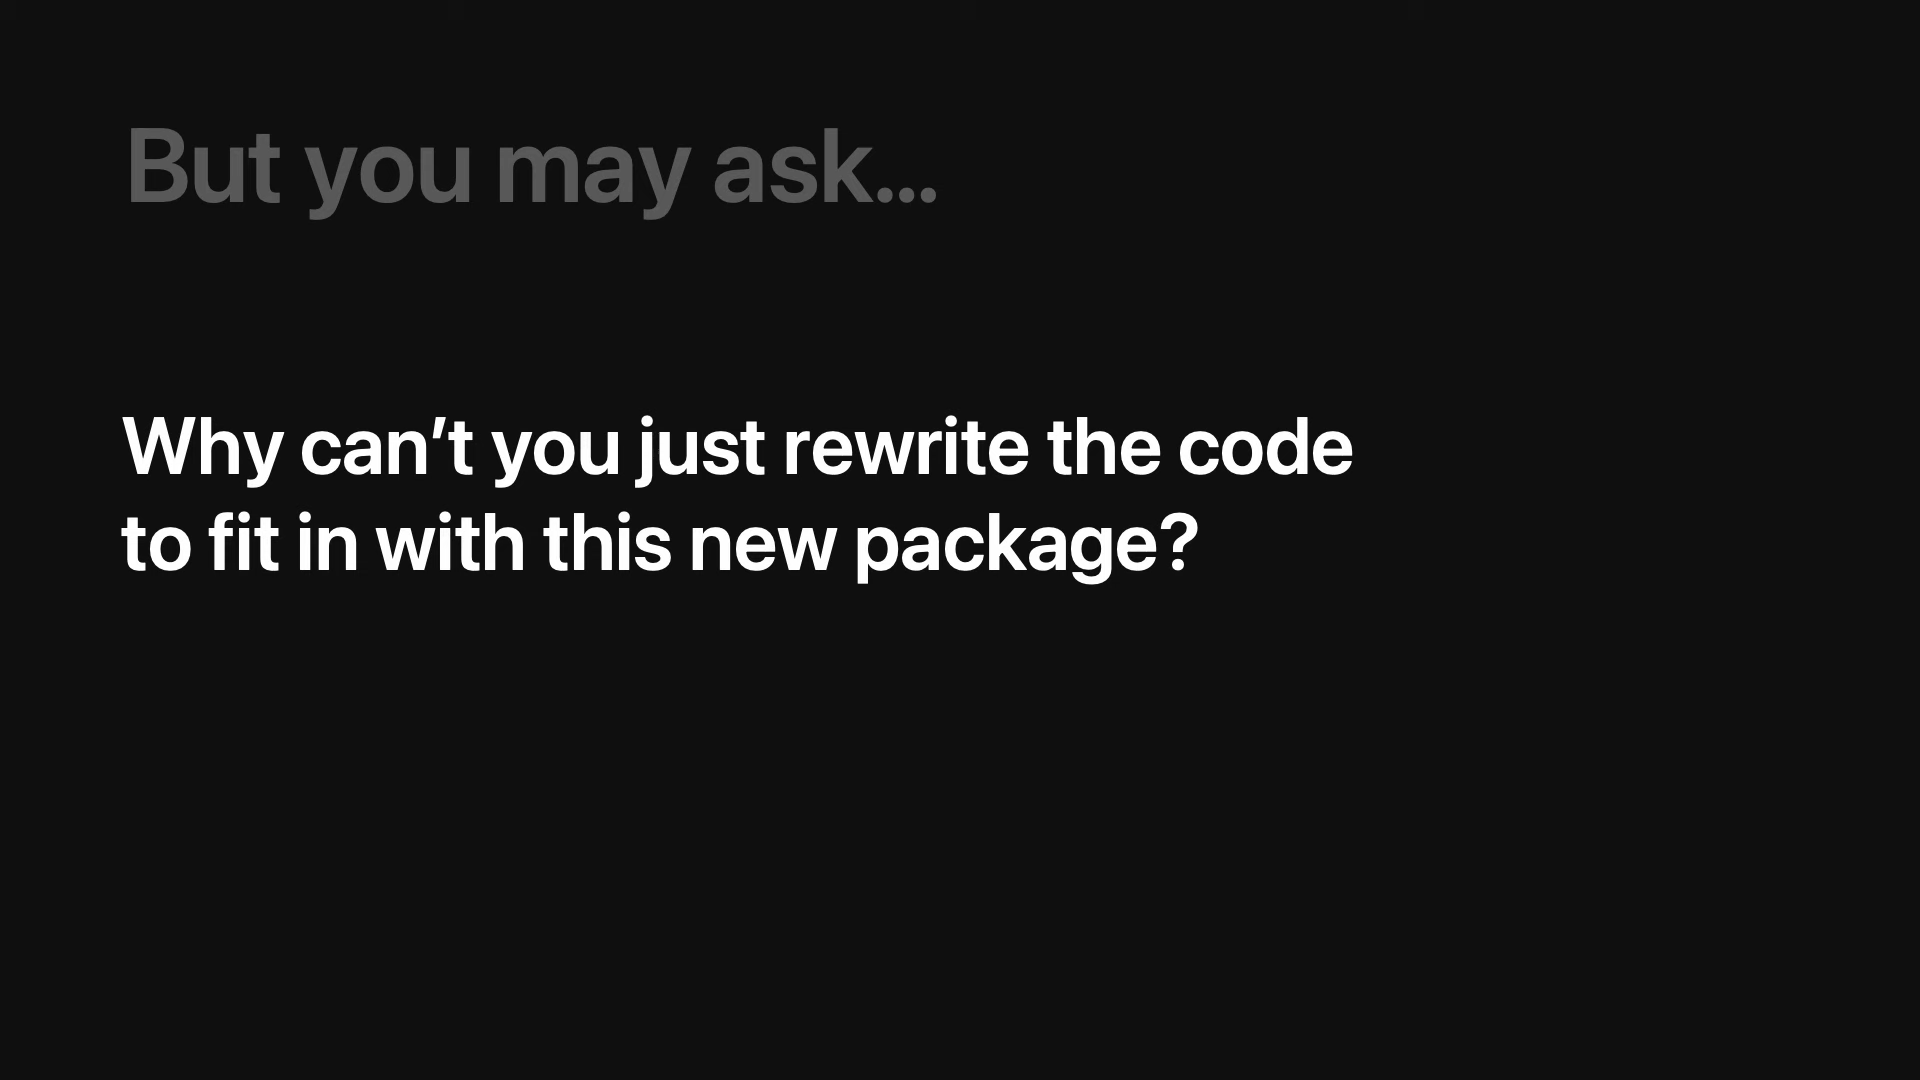 But you may ask...
Why can't you just rewrite the code
to fit in with this new package?